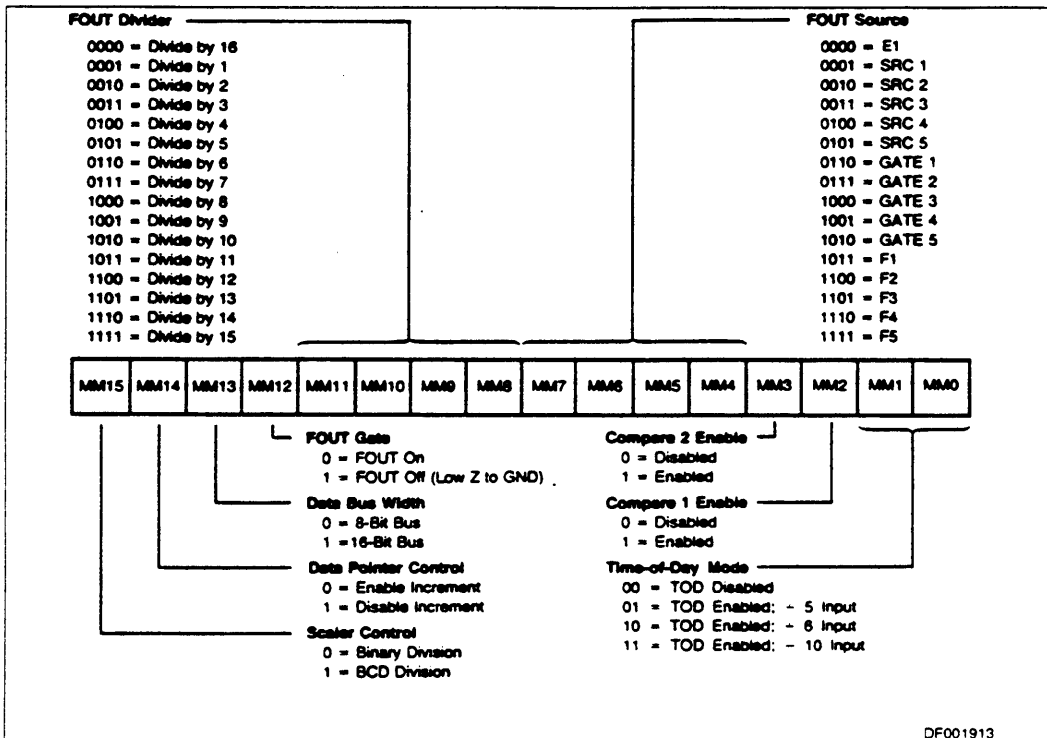 FOUT Divider
0000 = Divide by 16
0001 = Divide by 1
0010 = Divide by 2
0011 = Divide by 3
0100 = Divide by 4
0101 = Divide by 5
0110 = Divide by 6
0111 = Divide by 7
1000 = Divide by 8
1001 = Divide by 9
1010 = Divide by 10
1011 = Divide by 11
1100 = Divide by 12
1101 = Divide by 13
1110 = Divide by 14
1111 = Divide by 15
FOUT Source
0000 = E1
0001 = SRC 1
0010 = SRC 2
0011 = SRC 3
0100 = SRC 4
0101 = SRC 5
0110 = GATE 1
0111 = GATE 2
1000 = GATE 3
1001 = GATE 4
1010 = GATE 5
1011 = F1
1100 = F2
1101 = F3
1110 = F4
1111 = F5
MM15 MM14 MM13 MM12 MM11 MM10 MM9 MM8 MM7 MM6 MM5 MM4 MM3 MM2 MM1 MM0
FOUT Gate
0 = FOUT On
1 = FOUT Off (Low Z to GND)
Data Bus Width
0 = 8-Bit Bus
1 =16-Bit Bus
Data Pointer Control
0 = Enable Increment
1 = Disable Increment
Scaler Control
0 = Binary Division
1 = BCD Division
Compare 2 Enable
0 = Disabled
1 = Enabled
Compare 1 Enable
0 = Disabled
1 = Enabled
Time-of-Day Mode
00 = TOD Disabled
01 = TOD Enabled: ÷ 5 Input
10 = TOD Enabled: ÷ 6 Input
11 = TOD Enabled: ÷ 10 Input
DF001913